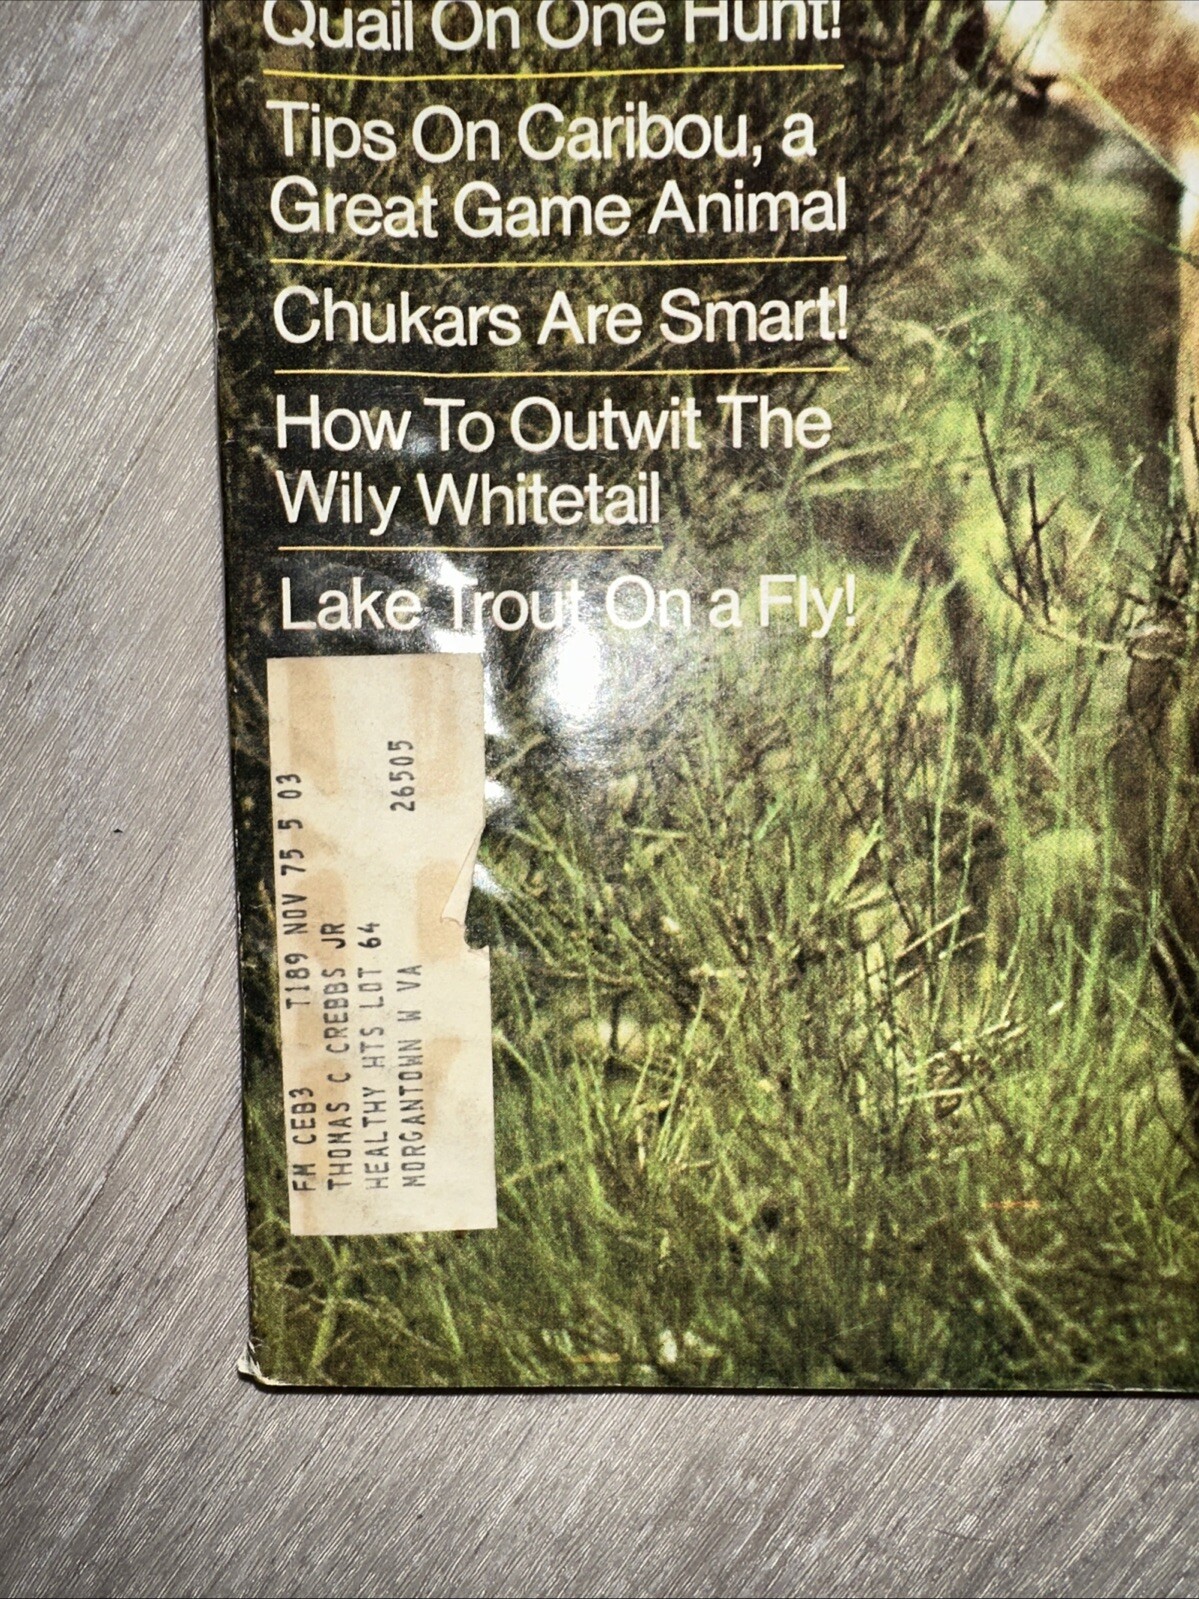 Quail On One Hunt!
Tips On Caribou, a
Great Game Animal
Chukars Are Smart!
How To Outwit The
Wily Whitetail
Lake Trout On a Fly!
FM CEB3 T189 NOV 75 5 03
THOMAS C CREBBS JR
HEALTHY HTS LOT 64
MORGANTOWN W VA
26505